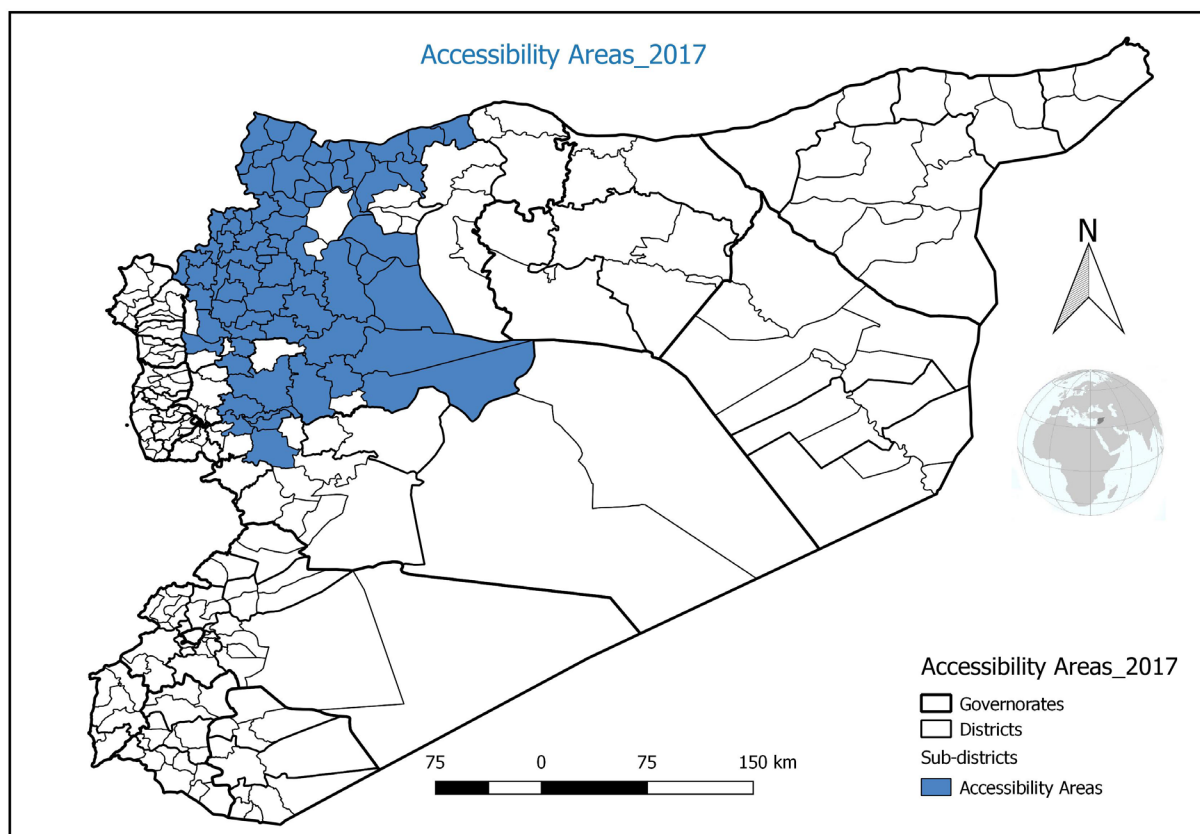 Accessibility Areas_2017
N
Accessibility Areas_2017
Governorates
Districts
Sub-districts
Accessibility Areas
75 0 75 150 km